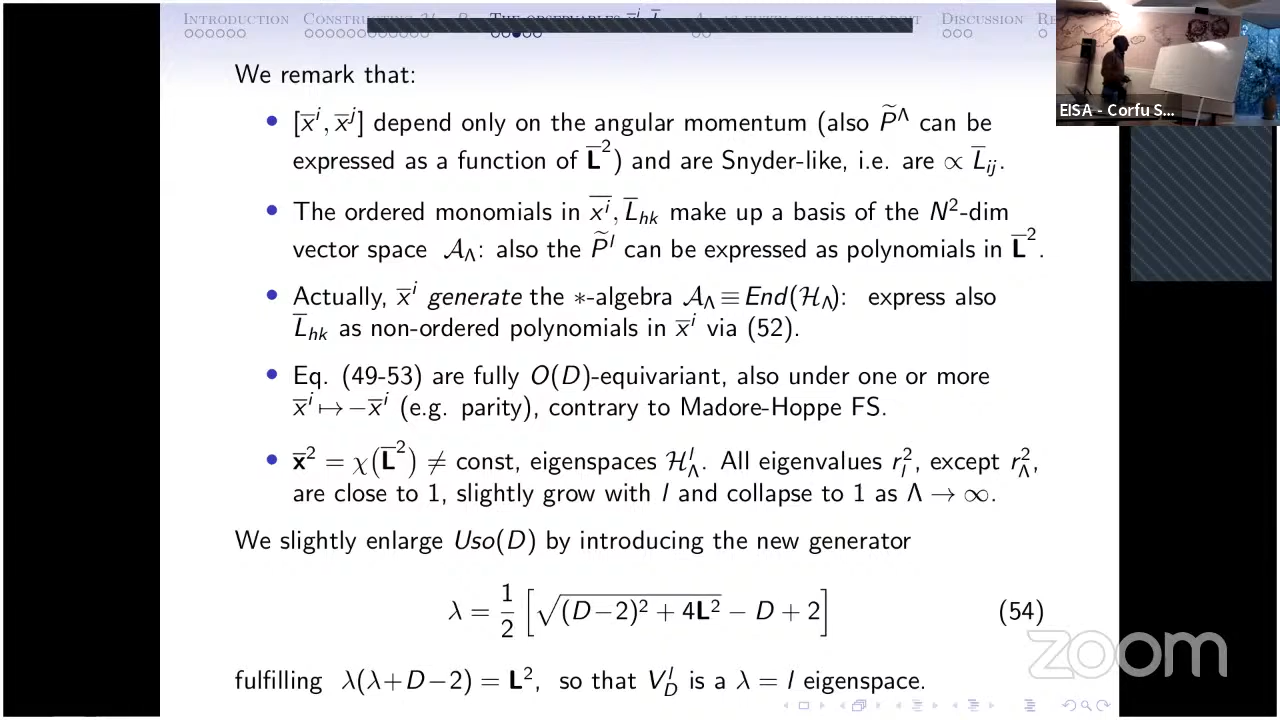 Introduction
Discussion
We remark that:
• [x̅ⁱ, x̅ʲ] depend only on the angular momentum (also P̃^Λ can be
expressed as a function of L̅²) and are Snyder-like, i.e. are ∝ L̅ᵢⱼ.
• The ordered monomials in x̅ⁱ, L̅ₕₖ make up a basis of the N²-dim
vector space 𝒜_Λ: also the P̃ˡ can be expressed as polynomials in L̅².
• Actually, x̅ⁱ generate the ∗-algebra 𝒜_Λ ≡ End(ℋ_Λ): express also
L̅ₕₖ as non-ordered polynomials in x̅ⁱ via (52).
• Eq. (49-53) are fully O(D)-equivariant, also under one or more
x̅ⁱ ↦ −x̅ⁱ (e.g. parity), contrary to Madore-Hoppe FS.
• x̅² = χ(L̅²) ≠ const, eigenspaces ℋ_Λˡ. All eigenvalues r_l², except r_Λ²,
are close to 1, slightly grow with l and collapse to 1 as Λ → ∞.
We slightly enlarge Uso(D) by introducing the new generator
λ = 1/2 [√((D−2)² + 4L²) − D + 2] (54)
fulfilling λ(λ+D−2) = L², so that V_Dˡ is a λ = l eigenspace.
EISA - Corfu S...
zoom